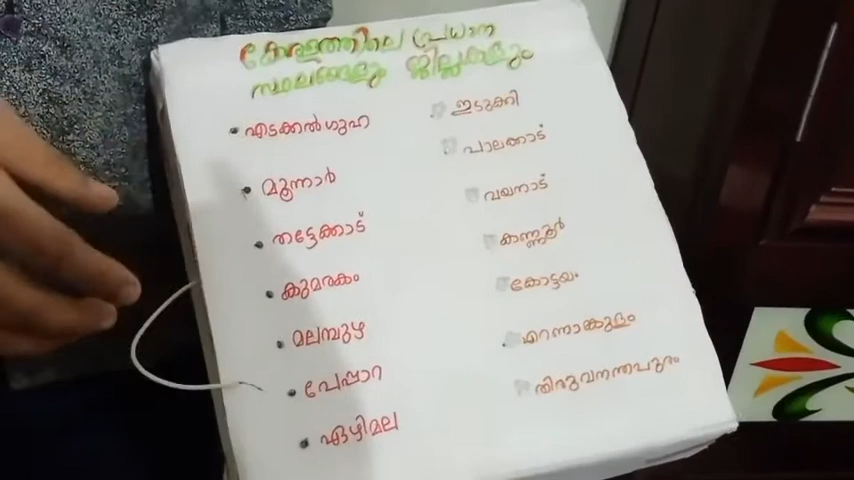 കേരളത്തിലെ പ്രധാന
സ്ഥലങ്ങളും ജില്ലകളും
എടക്കൽ ഗുഹ ഇടുക്കി
മൂന്നാർ പാലക്കാട്
തട്ടേക്കാട് വയനാട്
കുമരകം കണ്ണൂർ
മലമ്പുഴ കോട്ടയം
പേപ്പാറ എറണാകുളം
ഏഴിമല തിരുവനന്തപുരം